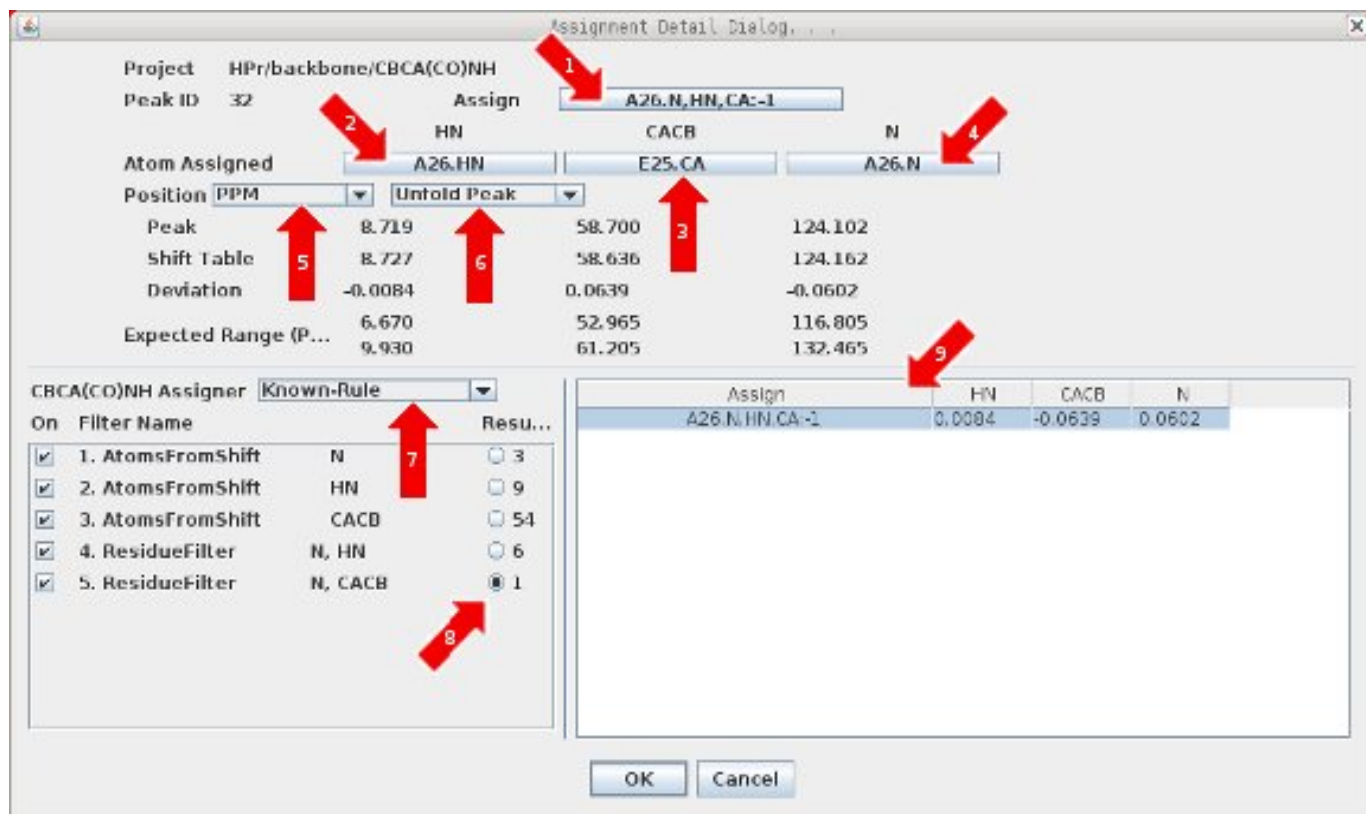 Assignment Detail Dialog. . .
Project HPr/backbone/CBCA(CO)NH
1
Peak ID 32 Assign A26.N,HN,CA:-1
2 HN CACB N 4
Atom Assigned A26.HN E25.CA A26.N
Position PPM Unfold Peak
Peak 8.719 58.700 124.102
3
Shift Table 8.727 58.636 124.162
5 6
Deviation -0.0084 0.0639 -0.0602
Expected Range (P... 6.670 52.965 116.805
9.930 61.205 132.465
9
CBCA(CO)NH Assigner Known-Rule
Assign HN CACB N
On Filter Name Resu...
A26.N,HN,CA:-1 0.0084 -0.0639 0.0602
1. AtomsFromShift N 3
7
2. AtomsFromShift HN 9
3. AtomsFromShift CACB 54
4. ResidueFilter N, HN 6
5. ResidueFilter N, CACB 1
8
OK Cancel